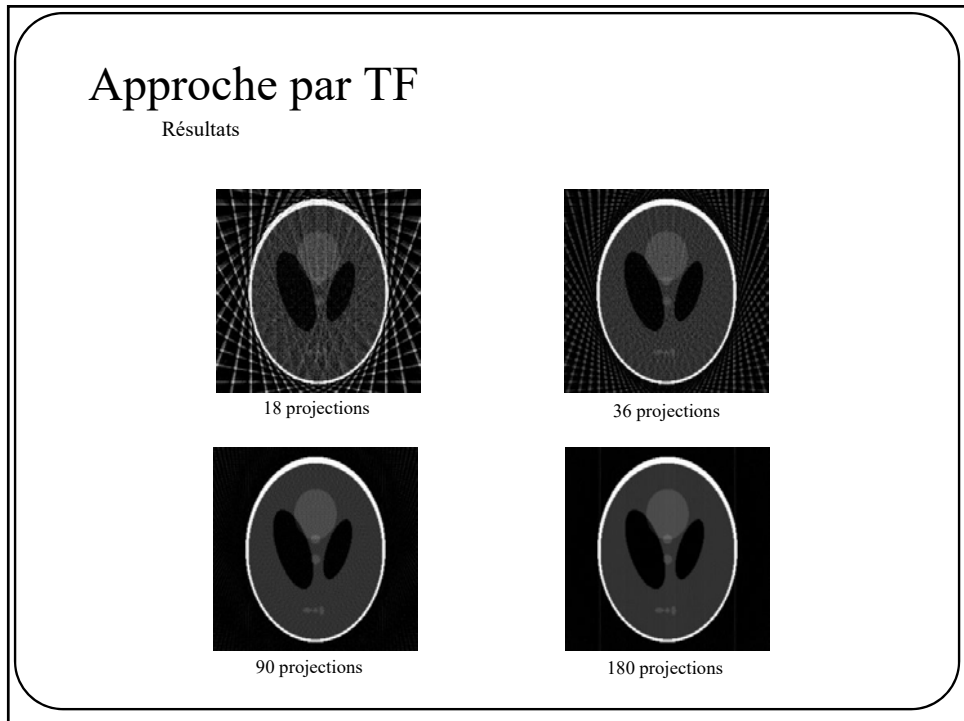 Approche par TF
Résultats
18 projections
36 projections
90 projections
180 projections